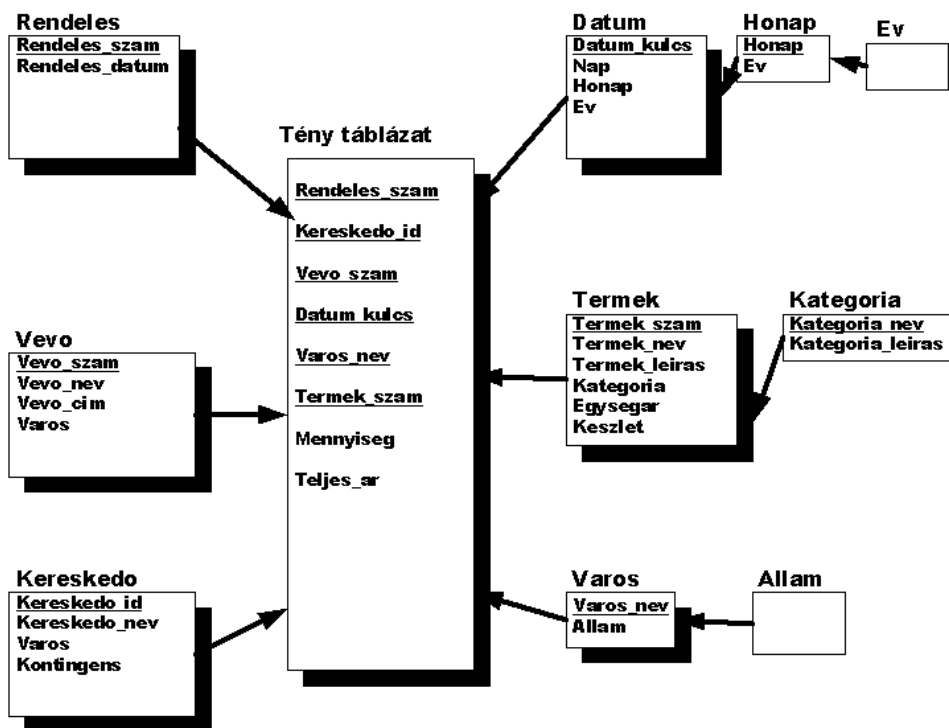 Rendeles
Rendeles_szam
Rendeles_datum
Datum
Datum_kulcs
Nap
Honap
Ev
Honap
Honap
Ev
Ev
Tény táblázat
Rendeles_szam
Kereskedo_id
Vevo_szam
Datum_kulcs
Varos_nev
Termek_szam
Mennyiseg
Teljes_ar
Vevo
Vevo_szam
Vevo_nev
Vevo_cim
Varos
Termek
Termek_szam
Termek_nev
Termek_leiras
Kategoria
Egysegar
Keszlet
Kategoria
Kategoria_nev
Kategoria_leiras
Kereskedo
Kereskedo_id
Kereskedo_nev
Varos
Kontingens
Varos
Varos_nev
Allam
Allam